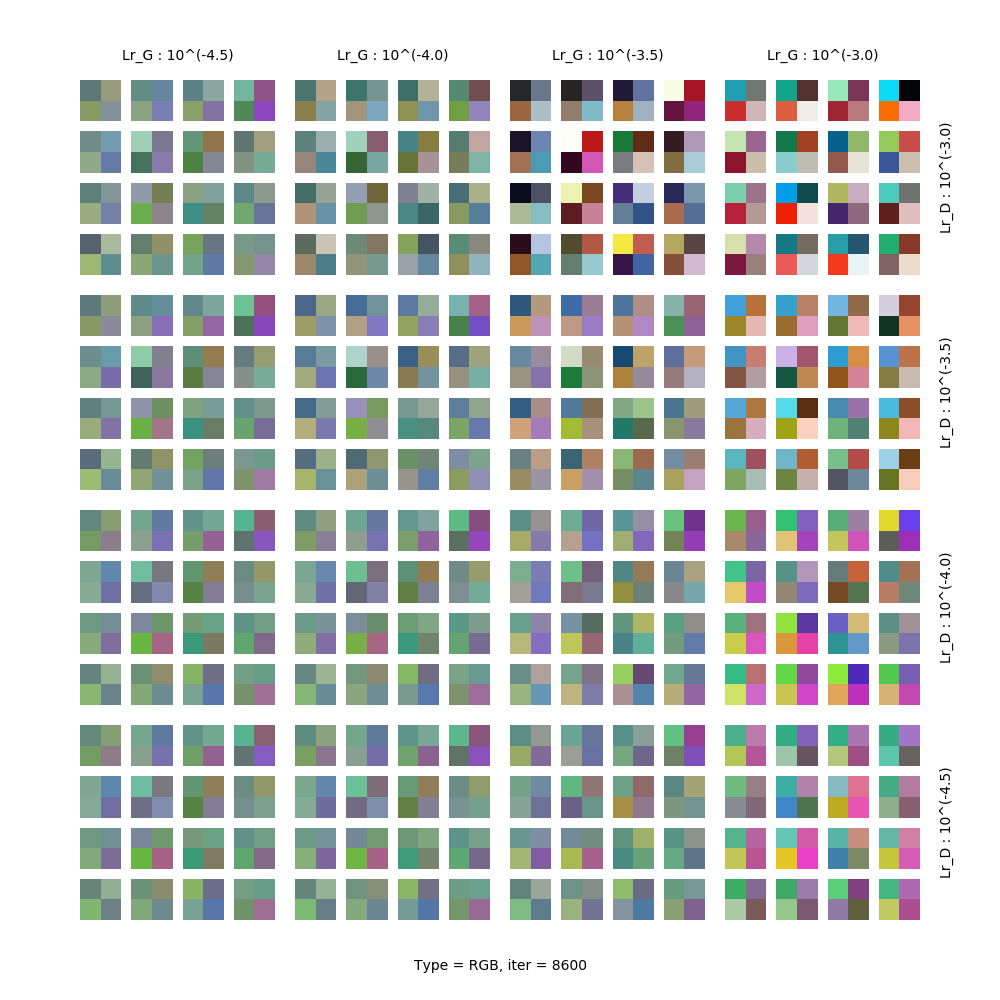 Lr_G : 10^(-4.5)
Lr_G : 10^(-4.0)
Lr_G : 10^(-3.5)
Lr_G : 10^(-3.0)
Lr_D : 10^(-3.0)
Lr_D : 10^(-3.5)
Lr_D : 10^(-4.0)
Lr_D : 10^(-4.5)
Type = RGB, iter = 8600